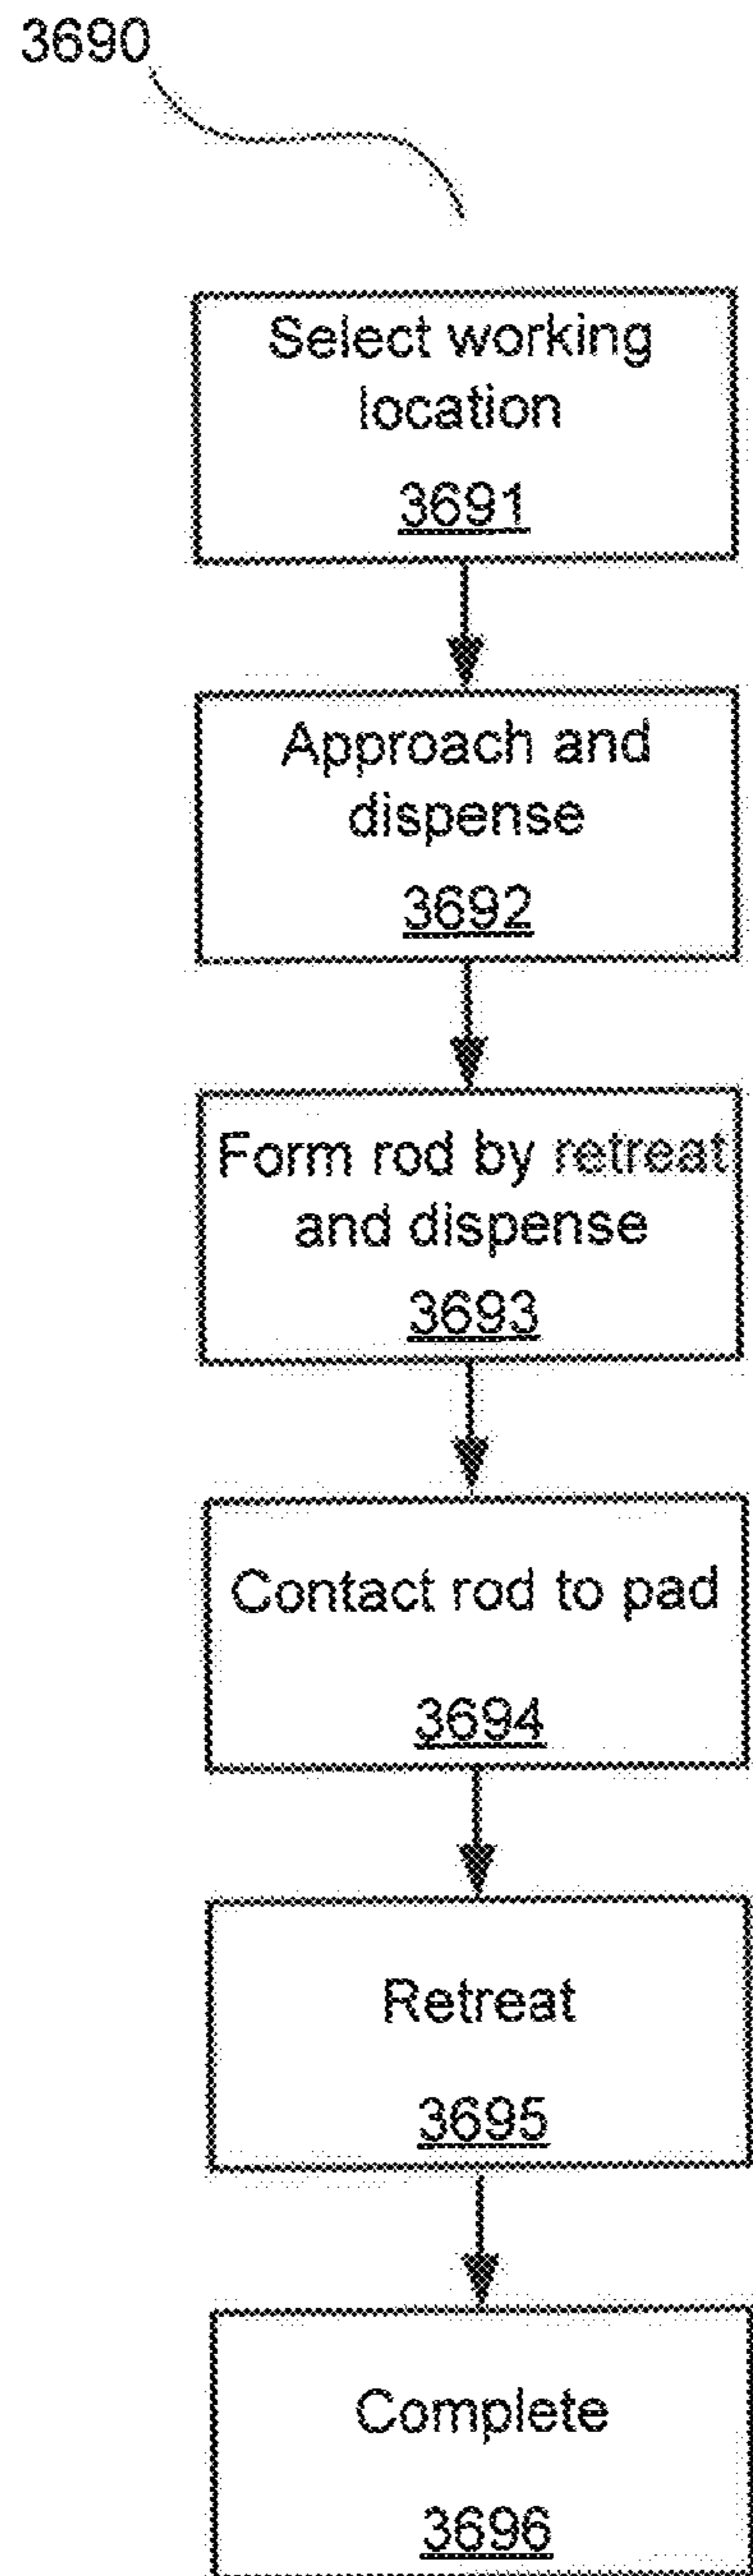 3690
Select working
location
3691
Approach and
dispense
3692
Form rod by retreat
and dispense
3693
Contact rod to pad
3694
Retreat
3695
Complete
3696